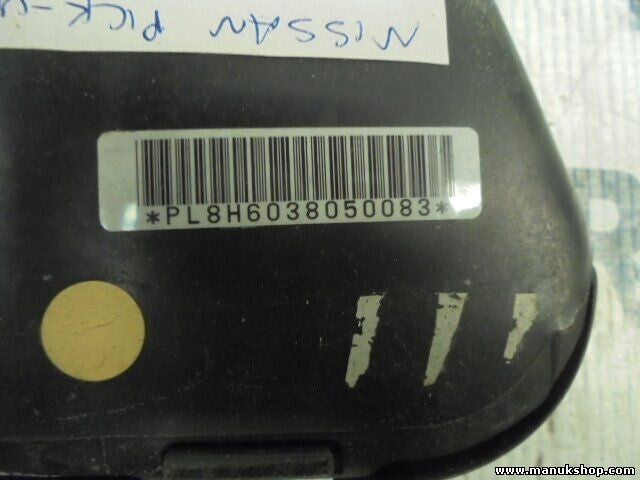 NISSAN PICK-U
*PL8H6038050083*
www.manukshop.com